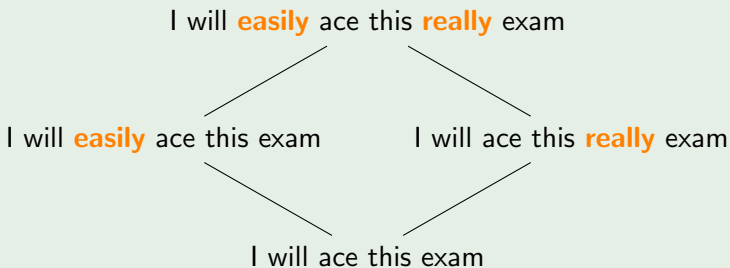 I will easily ace this really exam
I will easily ace this exam
I will ace this really exam
I will ace this exam